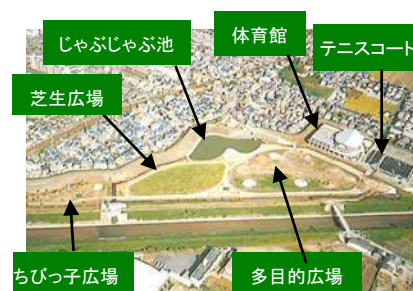 じゃぶじゃぶ池
体育館
テニスコート
芝生広場
ちびっ子広場
多目的広場